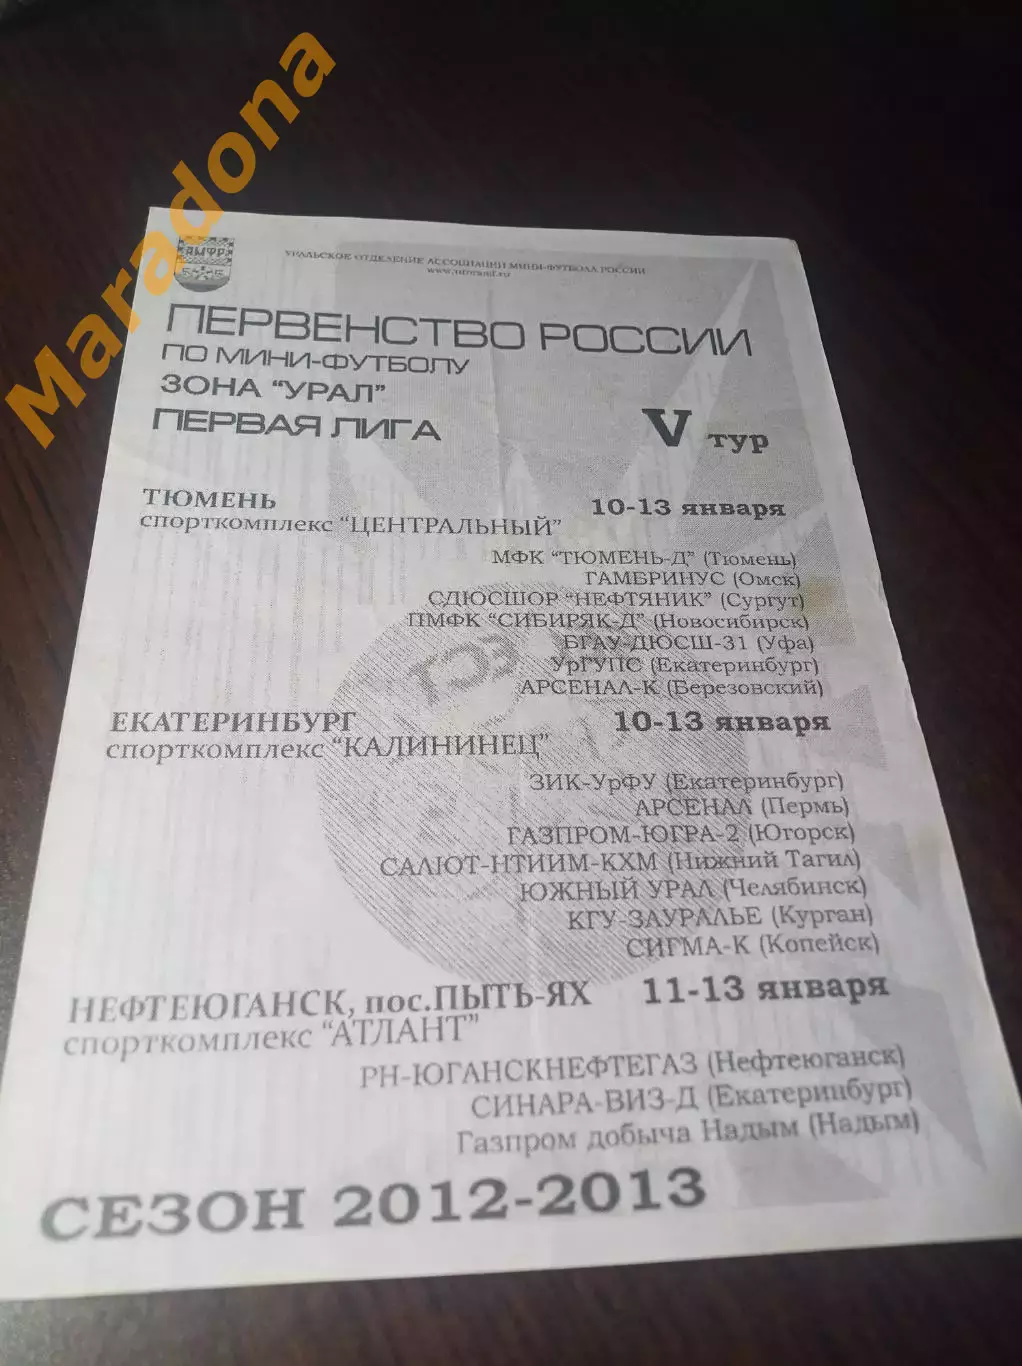 Maradona
АМФР
УРАЛЬСКОЕ ОТДЕЛЕНИЕ АССОЦИАЦИИ МИНИ-ФУТБОЛА РОССИИ
ПЕРВЕНСТВО РОССИИ
ПО МИНИ-ФУТБОЛУ
ЗОНА "УРАЛ"
ПЕРВАЯ ЛИГА
V тур
ТЮМЕНЬ 10-13 января
спорткомплекс "ЦЕНТРАЛЬНЫЙ"
МФК "ТЮМЕНЬ-Д" (Тюмень)
ГАМБРИНУС (Омск)
СДЮСШОР "НЕФТЯНИК" (Сургут)
ПМФК "СИБИРЯК-Д" (Новосибирск)
БГАУ-ДЮСШ-31 (Уфа)
УрГУПС (Екатеринбург)
АРСЕНАЛ-К (Березовский)
ЕКАТЕРИНБУРГ 10-13 января
спорткомплекс "КАЛИНИНЕЦ"
ЗИК-УрФУ (Екатеринбург)
АРСЕНАЛ (Пермь)
ГАЗПРОМ-ЮГРА-2 (Югорск)
САЛЮТ-НТИИМ-КХМ (Нижний Тагил)
ЮЖНЫЙ УРАЛ (Челябинск)
КГУ-ЗАУРАЛЬЕ (Курган)
СИГМА-К (Копейск)
НЕФТЕЮГАНСК, пос.ПЫТЬ-ЯХ 11-13 января
спорткомплекс "АТЛАНТ"
РН-ЮГАНСКНЕФТЕГАЗ (Нефтеюганск)
СИНАРА-ВИЗ-Д (Екатеринбург)
Газпром добыча Надым (Надым)
СЕЗОН 2012-2013